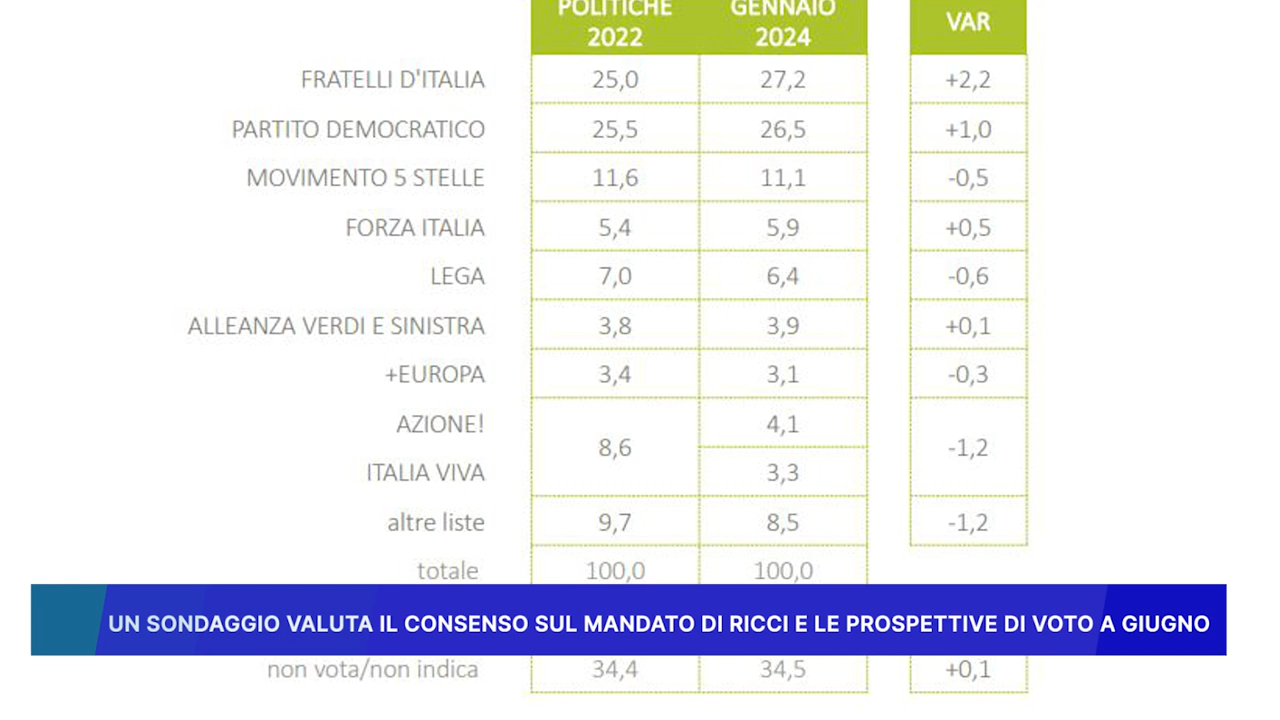 POLITICHE 2022 GENNAIO 2024 VAR
FRATELLI D'ITALIA 25,0 27,2 +2,2
PARTITO DEMOCRATICO 25,5 26,5 +1,0
MOVIMENTO 5 STELLE 11,6 11,1 -0,5
FORZA ITALIA 5,4 5,9 +0,5
LEGA 7,0 6,4 -0,6
ALLEANZA VERDI E SINISTRA 3,8 3,9 +0,1
+EUROPA 3,4 3,1 -0,3
AZIONE! 8,6 4,1 -1,2
ITALIA VIVA 3,3
altre liste 9,7 8,5 -1,2
totale 100,0 100,0
UN SONDAGGIO VALUTA IL CONSENSO SUL MANDATO DI RICCI E LE PROSPETTIVE DI VOTO A GIUGNO
non vota/non indica 34,4 34,5 +0,1